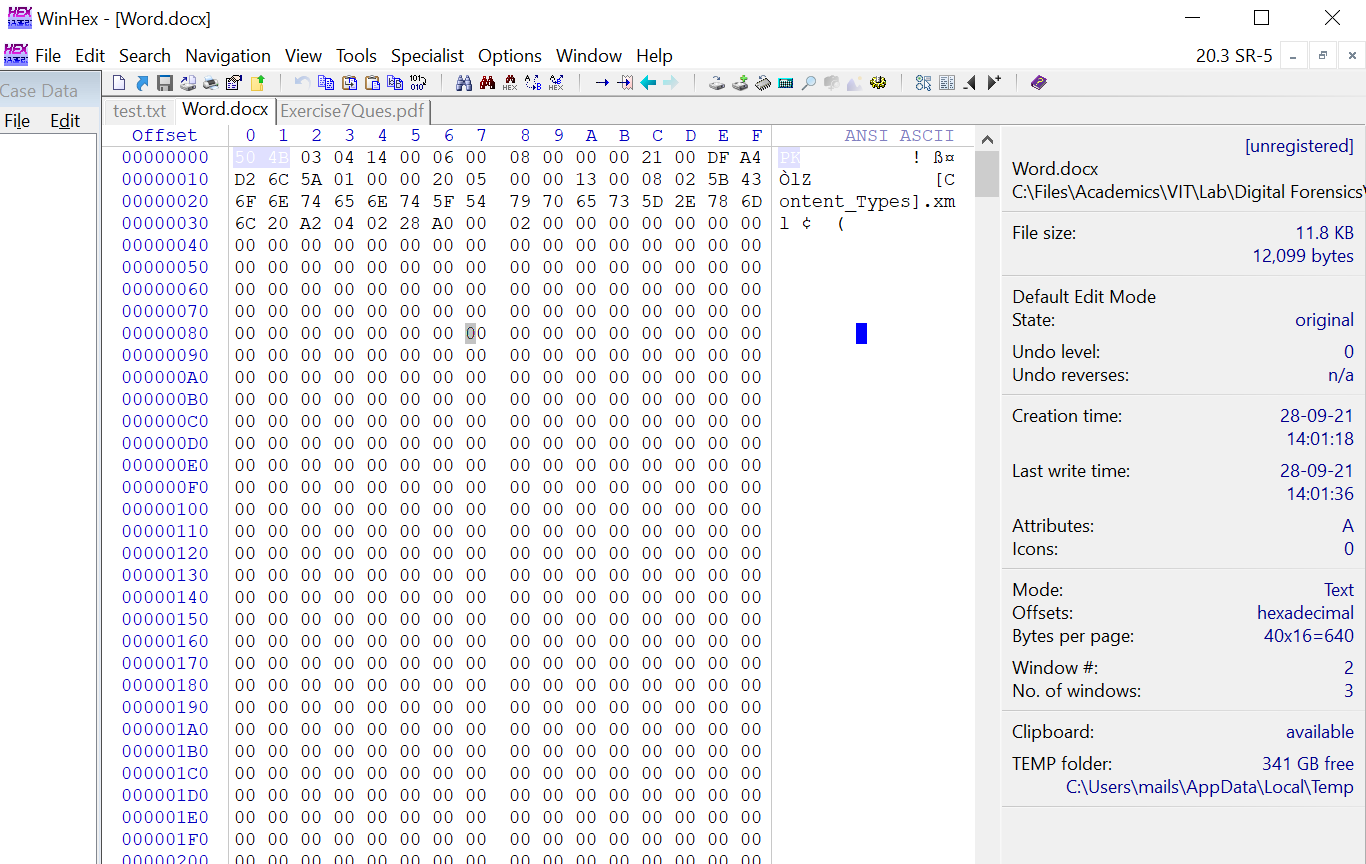 WinHex - [Word.docx]
File Edit Search Navigation View Tools Specialist Options Window Help 20.3 SR-5
Case Data
File Edit
test.txt Word.docx Exercise7Ques.pdf
Offset 0 1 2 3 4 5 6 7 8 9 A B C D E F ANSI ASCII
00000000 50 4B 03 04 14 00 06 00 08 00 00 00 21 00 DF A4 PK ! ß¤
00000010 D2 6C 5A 01 00 00 20 05 00 00 13 00 08 02 5B 43 ÒlZ [C
00000020 6F 6E 74 65 6E 74 5F 54 79 70 65 73 5D 2E 78 6D ontent_Types].xm
00000030 6C 20 A2 04 02 28 A0 00 02 00 00 00 00 00 00 00 l ¢ (
00000040 00 00 00 00 00 00 00 00 00 00 00 00 00 00 00 00
00000050 00 00 00 00 00 00 00 00 00 00 00 00 00 00 00 00
00000060 00 00 00 00 00 00 00 00 00 00 00 00 00 00 00 00
00000070 00 00 00 00 00 00 00 00 00 00 00 00 00 00 00 00
00000080 00 00 00 00 00 00 00 00 00 00 00 00 00 00 00 00
00000090 00 00 00 00 00 00 00 00 00 00 00 00 00 00 00 00
000000A0 00 00 00 00 00 00 00 00 00 00 00 00 00 00 00 00
000000B0 00 00 00 00 00 00 00 00 00 00 00 00 00 00 00 00
000000C0 00 00 00 00 00 00 00 00 00 00 00 00 00 00 00 00
000000D0 00 00 00 00 00 00 00 00 00 00 00 00 00 00 00 00
000000E0 00 00 00 00 00 00 00 00 00 00 00 00 00 00 00 00
000000F0 00 00 00 00 00 00 00 00 00 00 00 00 00 00 00 00
00000100 00 00 00 00 00 00 00 00 00 00 00 00 00 00 00 00
00000110 00 00 00 00 00 00 00 00 00 00 00 00 00 00 00 00
00000120 00 00 00 00 00 00 00 00 00 00 00 00 00 00 00 00
00000130 00 00 00 00 00 00 00 00 00 00 00 00 00 00 00 00
00000140 00 00 00 00 00 00 00 00 00 00 00 00 00 00 00 00
00000150 00 00 00 00 00 00 00 00 00 00 00 00 00 00 00 00
00000160 00 00 00 00 00 00 00 00 00 00 00 00 00 00 00 00
00000170 00 00 00 00 00 00 00 00 00 00 00 00 00 00 00 00
00000180 00 00 00 00 00 00 00 00 00 00 00 00 00 00 00 00
00000190 00 00 00 00 00 00 00 00 00 00 00 00 00 00 00 00
000001A0 00 00 00 00 00 00 00 00 00 00 00 00 00 00 00 00
000001B0 00 00 00 00 00 00 00 00 00 00 00 00 00 00 00 00
000001C0 00 00 00 00 00 00 00 00 00 00 00 00 00 00 00 00
000001D0 00 00 00 00 00 00 00 00 00 00 00 00 00 00 00 00
000001E0 00 00 00 00 00 00 00 00 00 00 00 00 00 00 00 00
000001F0 00 00 00 00 00 00 00 00 00 00 00 00 00 00 00 00
00000200 00 00 00 00 00 00 00 00 00 00 00 00 00 00 00 00
[unregistered]
Word.docx
C:\Files\Academics\VIT\Lab\Digital Forensics\
File size: 11.8 KB
12,099 bytes
Default Edit Mode
State: original
Undo level: 0
Undo reverses: n/a
Creation time: 28-09-21
14:01:18
Last write time: 28-09-21
14:01:36
Attributes: A
Icons: 0
Mode: Text
Offsets: hexadecimal
Bytes per page: 40x16=640
Window #: 2
No. of windows: 3
Clipboard: available
TEMP folder: 341 GB free
C:\Users\mails\AppData\Local\Temp